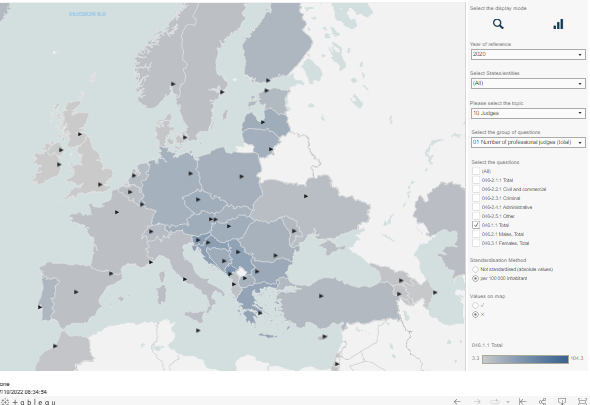 Select the display mode
Year of reference
2020
Select States/entities
(All)
Please select the topic
10 Judges
Select the group of questions
01 Number of professional judges (total)
Select the questions
(All)
046-2.1.1 Total
046-2.2.1 Civil and commercial
046-2.3.1 Criminal
046-2.4.1 Administrative
046-2.5.1 Other
046.1.1 Total
046.2.1 Males, Total
046.3.1 Females, Total
Standardisation Method
Not standardised (absolute values)
per 100 000 inhabitant
Values on map
✓
✕
046.1.1 Total
3.3
104.3
one
7/10/2022 08:34:54
+ a b l e a u